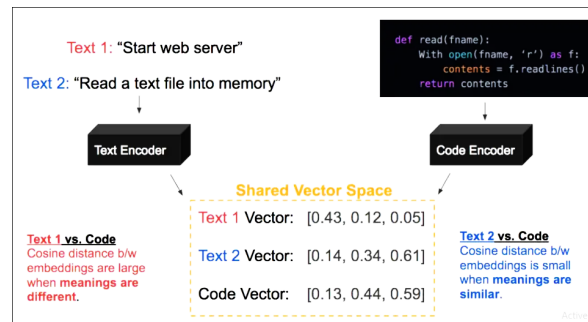 Text 1: “Start web server”
Text 2: “Read a text file into memory”
def read(fname):
With open(fname, ‘r’) as f:
contents = f.readlines()
return contents
Text Encoder
Code Encoder
Shared Vector Space
Text 1 Vector: [0.43, 0.12, 0.05]
Text 2 Vector: [0.14, 0.34, 0.61]
Code Vector: [0.13, 0.44, 0.59]
Text 1 vs. Code
Cosine distance b/w
embeddings are large
when meanings are
different.
Text 2 vs. Code
Cosine distance b/w
embeddings is small
when meanings are
similar.
Active